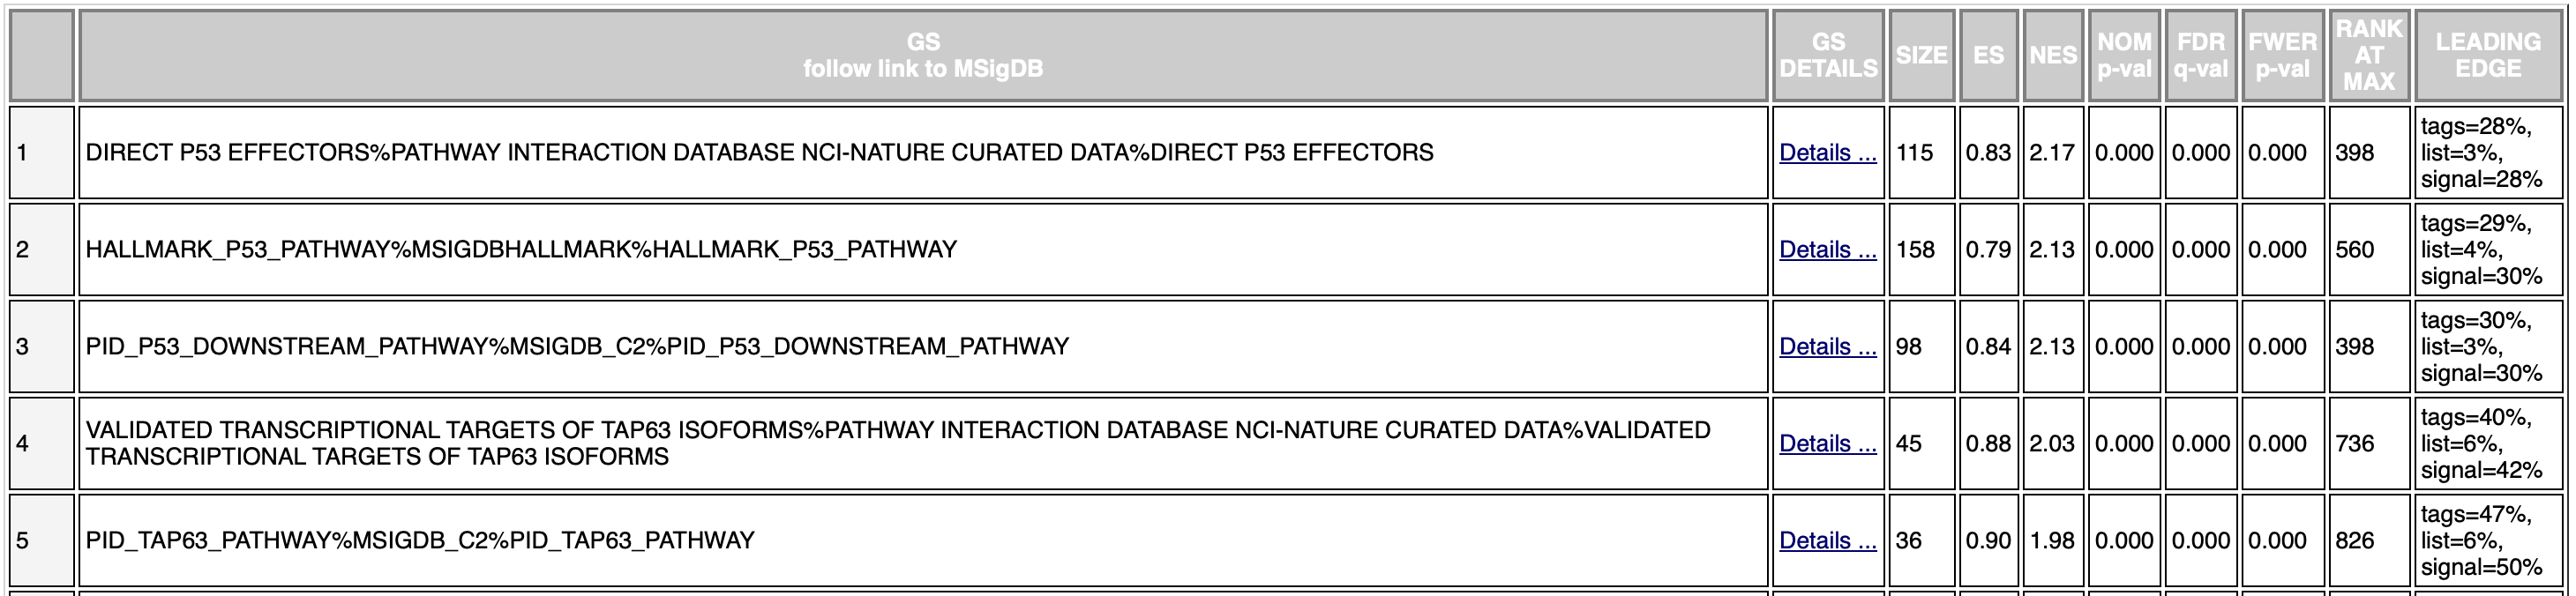 GS
follow link to MSigDB
GS
DETAILS
SIZE
ES
NES
NOM
p-val
FDR
q-val
FWER
p-val
RANK
AT
MAX
LEADING
EDGE
1
DIRECT P53 EFFECTORS%PATHWAY INTERACTION DATABASE NCI-NATURE CURATED DATA%DIRECT P53 EFFECTORS
Details ...
115
0.83
2.17
0.000
0.000
0.000
398
tags=28%,
list=3%,
signal=28%
2
HALLMARK_P53_PATHWAY%MSIGDBHALLMARK%HALLMARK_P53_PATHWAY
Details ...
158
0.79
2.13
0.000
0.000
0.000
560
tags=29%,
list=4%,
signal=30%
3
PID_P53_DOWNSTREAM_PATHWAY%MSIGDB_C2%PID_P53_DOWNSTREAM_PATHWAY
Details ...
98
0.84
2.13
0.000
0.000
0.000
398
tags=30%,
list=3%,
signal=30%
4
VALIDATED TRANSCRIPTIONAL TARGETS OF TAP63 ISOFORMS%PATHWAY INTERACTION DATABASE NCI-NATURE CURATED DATA%VALIDATED
TRANSCRIPTIONAL TARGETS OF TAP63 ISOFORMS
Details ...
45
0.88
2.03
0.000
0.000
0.000
736
tags=40%,
list=6%,
signal=42%
5
PID_TAP63_PATHWAY%MSIGDB_C2%PID_TAP63_PATHWAY
Details ...
36
0.90
1.98
0.000
0.000
0.000
826
tags=47%,
list=6%,
signal=50%